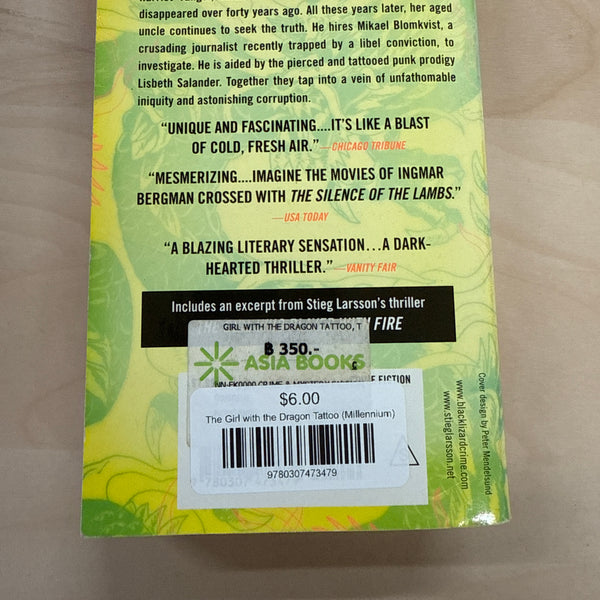 disappeared over forty years ago. All these years later, her aged
uncle continues to seek the truth. He hires Mikael Blomkvist, a
crusading journalist recently trapped by a libel conviction, to
investigate. He is aided by the pierced and tattooed punk prodigy
Lisbeth Salander. Together they tap into a vein of unfathomable
iniquity and astonishing corruption.
“UNIQUE AND FASCINATING....IT’S LIKE A BLAST
OF COLD, FRESH AIR.” —CHICAGO TRIBUNE
“MESMERIZING....IMAGINE THE MOVIES OF INGMAR
BERGMAN CROSSED WITH THE SILENCE OF THE LAMBS.”
—USA TODAY
“A BLAZING LITERARY SENSATION...A DARK-
HEARTED THRILLER.” —VANITY FAIR
Includes an excerpt from Stieg Larsson’s thriller
FIRE
GIRL WITH THE DRAGON TATTOO, T
฿ 350.-
ASIA BOOKS
FICTION
$6.00
The Girl with the Dragon Tattoo (Millennium)
9780307473479
Cover design by Peter Mendelsund
www.blacklizardcrime.com
www.stieglarsson.net